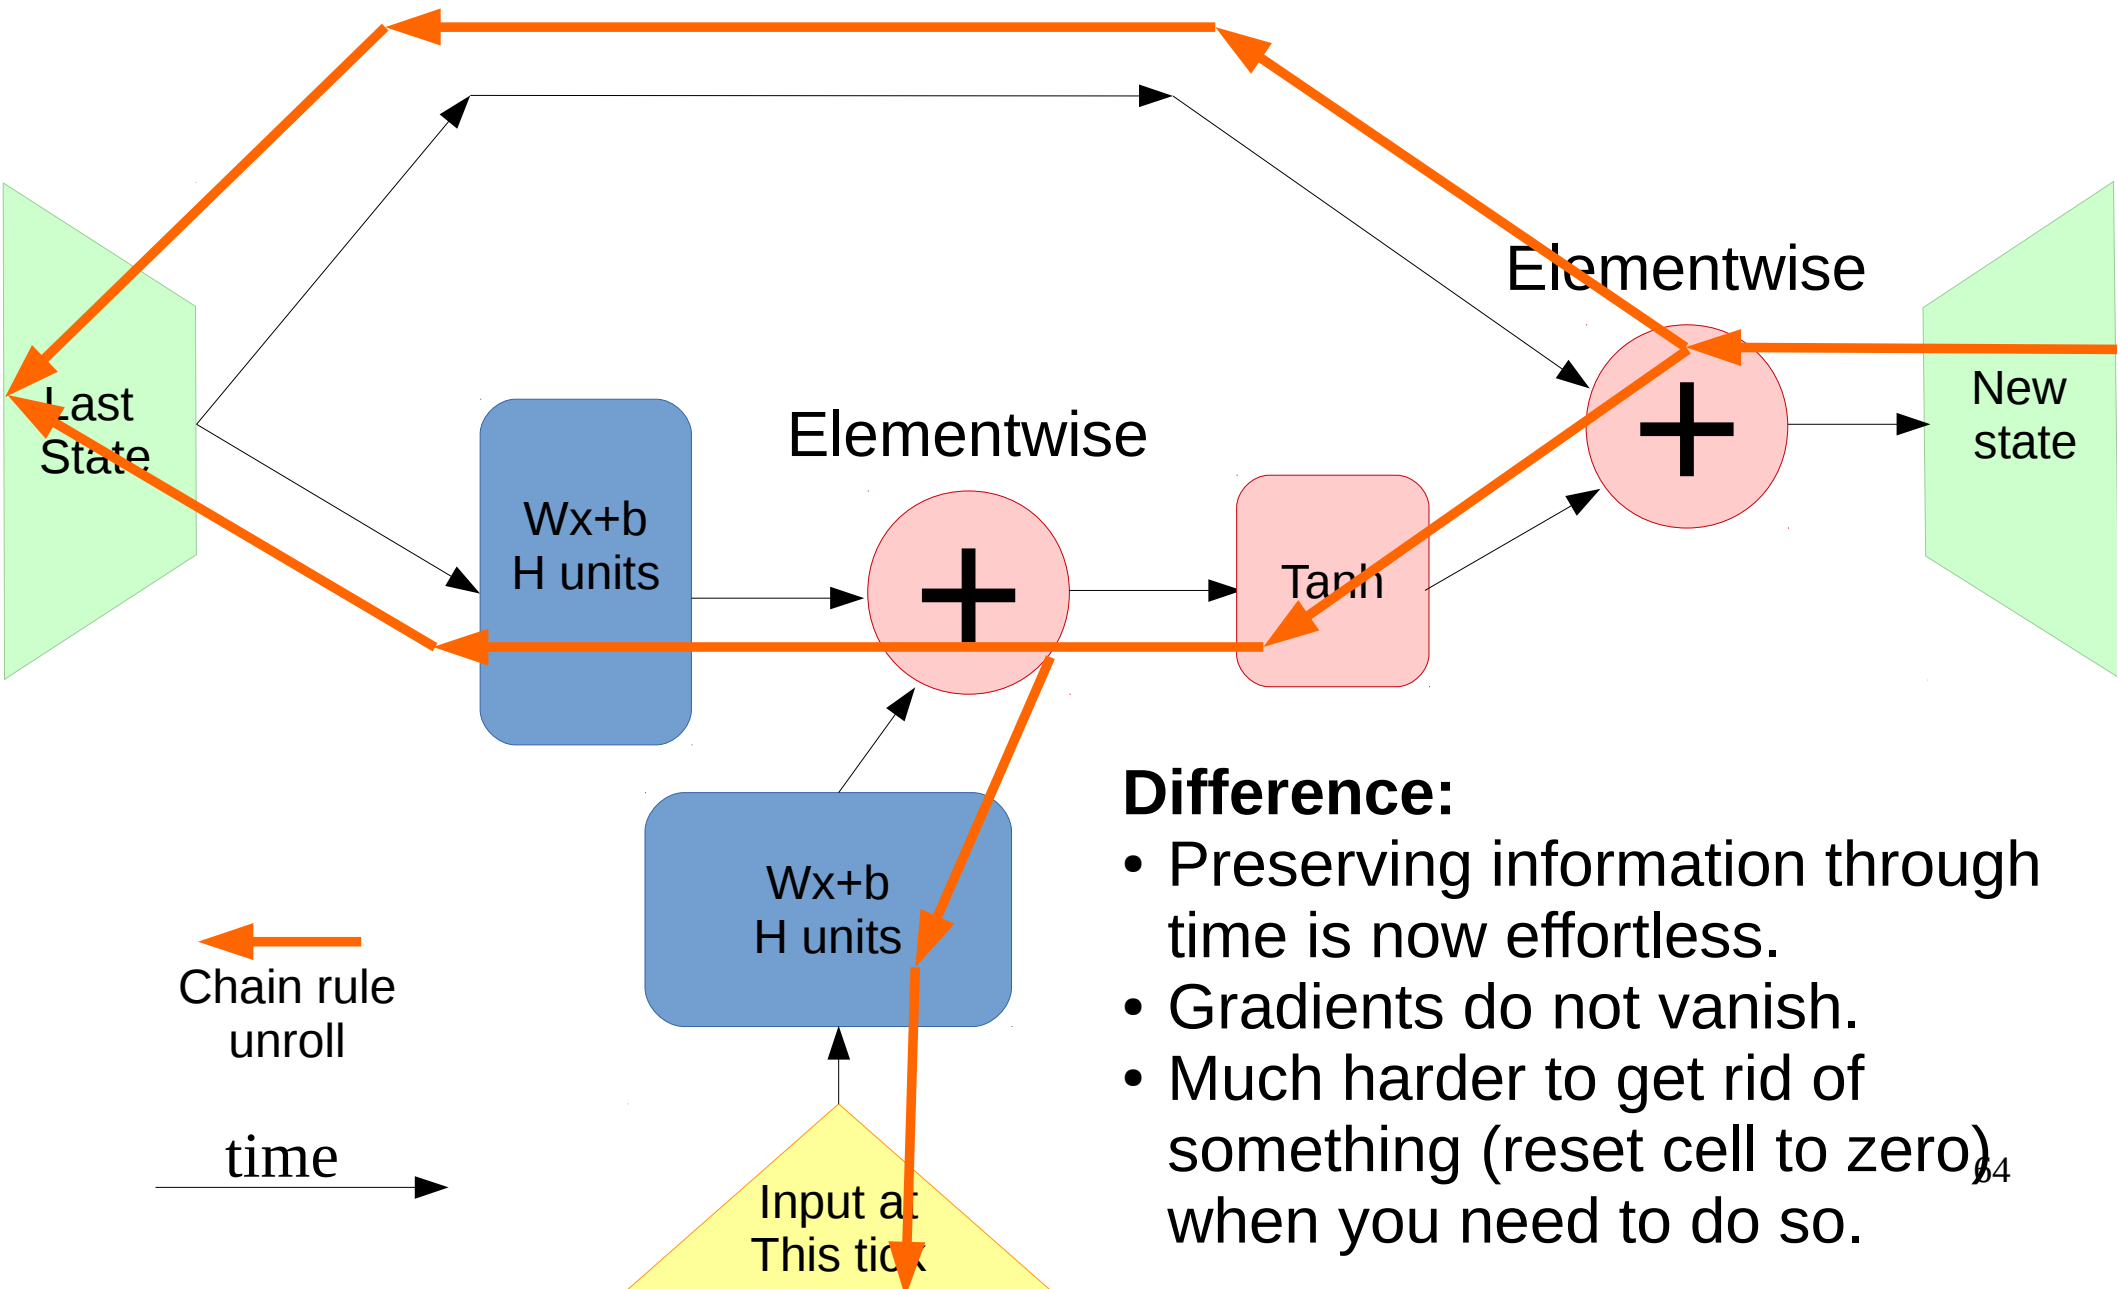 Elementwise
Last
State
New
state
Elementwise
Wx+b
H units
+
+
Tanh
Difference:
• Preserving information through
time is now effortless.
• Gradients do not vanish.
• Much harder to get rid of
something (reset cell to zero)
when you need to do so.
Wx+b
H units
Chain rule
unroll
time
Input at
This tick
64